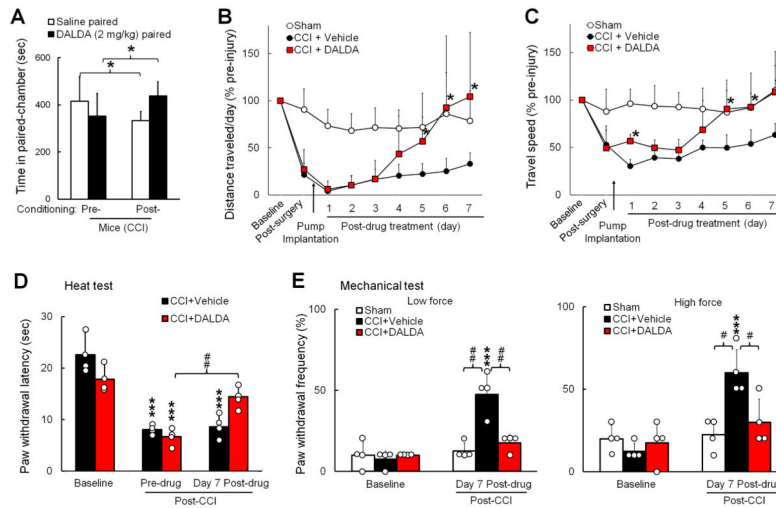 A
Saline paired
DALDA (2 mg/kg) paired
Time in paired-chamber (sec)
800
600
400
200
0
*
*
Conditioning: Pre- Post-
Mice (CCI)
B
Sham
CCI + Vehicle
CCI + DALDA
Distance traveled/day (% pre-injury)
150
100
50
0
*
*
*
Baseline
Post-surgery
Pump
Implantation
1 2 3 4 5 6 7
Post-drug treatment (day)
C
Sham
CCI + Vehicle
CCI + DALDA
Travel speed (% pre-injury)
150
100
50
0
*
*
*
*
Baseline
Post-surgery
Pump
Implantation
1 2 3 4 5 6 7
Post-drug treatment (day)
D
Heat test
CCI+Vehicle
CCI+DALDA
Paw withdrawal latency (sec)
30
20
10
0
***
***
***
##
Baseline Pre-drug Day 7 Post-drug
Post-CCI
E
Mechanical test
Low force
Sham
CCI+Vehicle
CCI+DALDA
Paw withdrawal frequency (%)
100
50
0
##
***
##
Baseline Day 7 Post-drug
Post-CCI
High force
Sham
CCI+Vehicle
CCI+DALDA
100
50
0
#
***
#
Baseline Day 7 Post-drug
Post-CCI